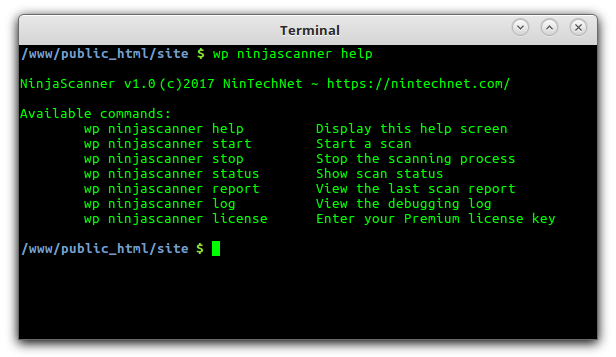 Terminal
/www/public_html/site $ wp ninjascanner help
NinjaScanner v1.0 (c)2017 NinTechNet ~ https://nintechnet.com/
Available commands:
wp ninjascanner help Display this help screen
wp ninjascanner start Start a scan
wp ninjascanner stop Stop the scanning process
wp ninjascanner status Show scan status
wp ninjascanner report View the last scan report
wp ninjascanner log View the debugging log
wp ninjascanner license Enter your Premium license key
/www/public_html/site $